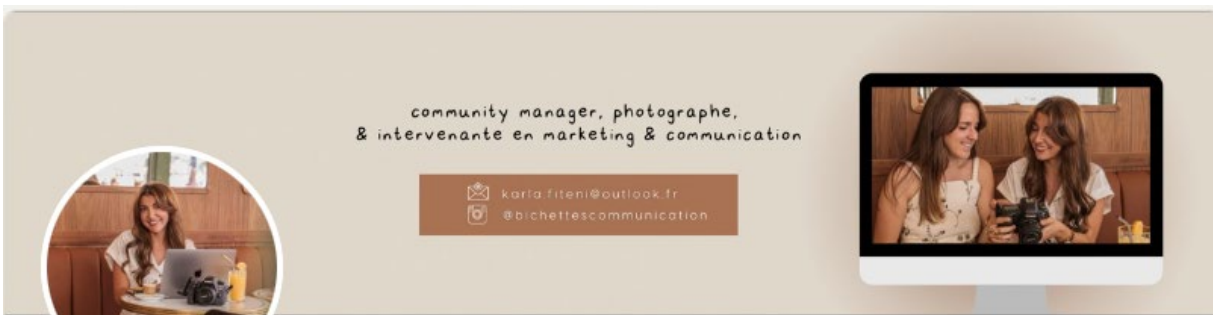 community manager, photographe,
& intervenante en marketing & communication
karla.fiteni@outlook.fr
@bichettescommunication